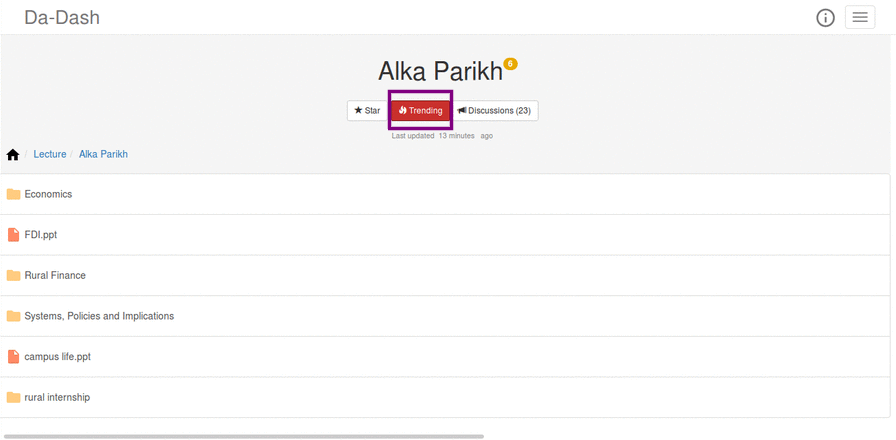 Da-Dash
Alka Parikh 6
Star Trending Discussions (23)
Last updated 13 minutes ago
/ Lecture / Alka Parikh
Economics
FDI.ppt
Rural Finance
Systems, Policies and Implications
campus life.ppt
rural internship